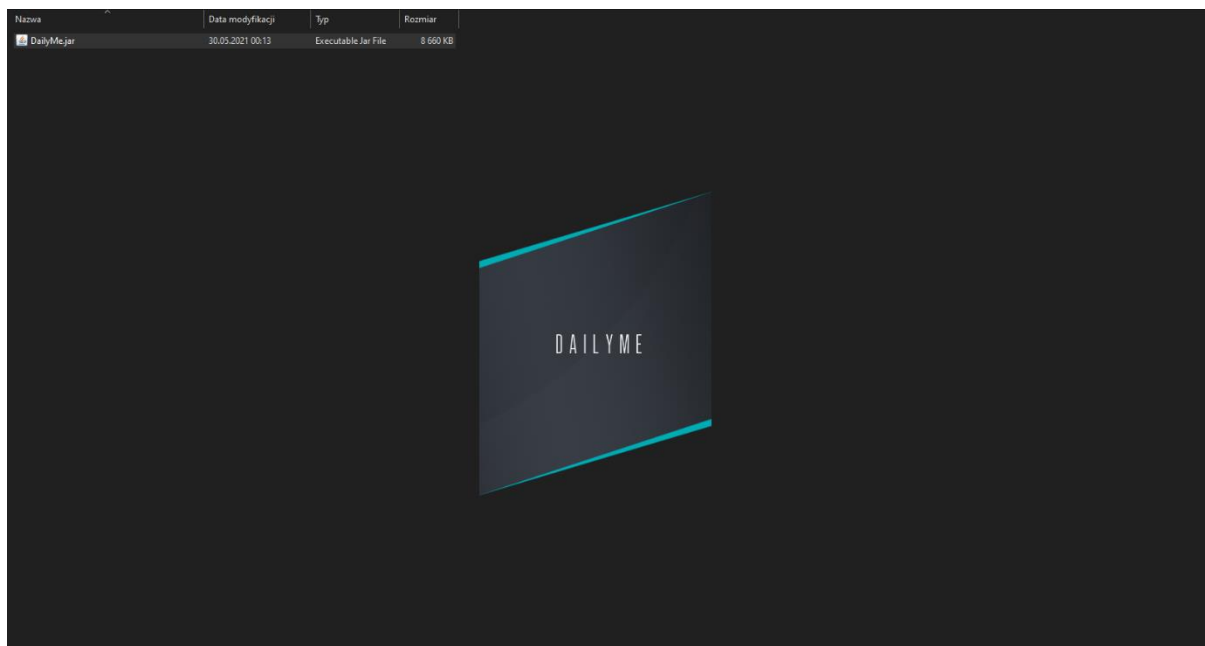 Nazwa Data modyfikacji Typ Rozmiar
DailyMe.jar 30.05.2021 00:13 Executable Jar File 8 660 KB
DAILYME